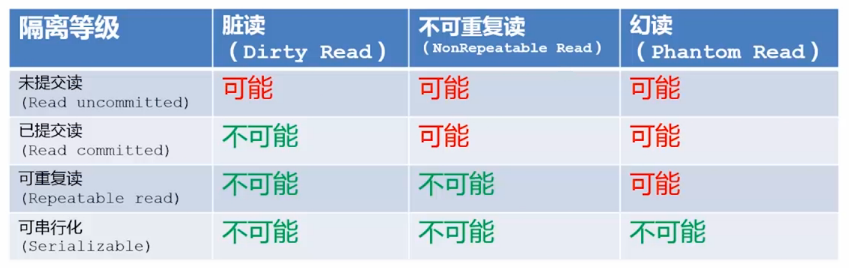 隔离等级 脏读 不可重复读 幻读
(Dirty Read) (NonRepeatable Read) (Phantom Read)
未提交读 可能 可能 可能
(Read uncommitted)
已提交读 不可能 可能 可能
(Read committed)
可重复读 不可能 不可能 可能
(Repeatable read)
可串行化 不可能 不可能 不可能
(Serializable)